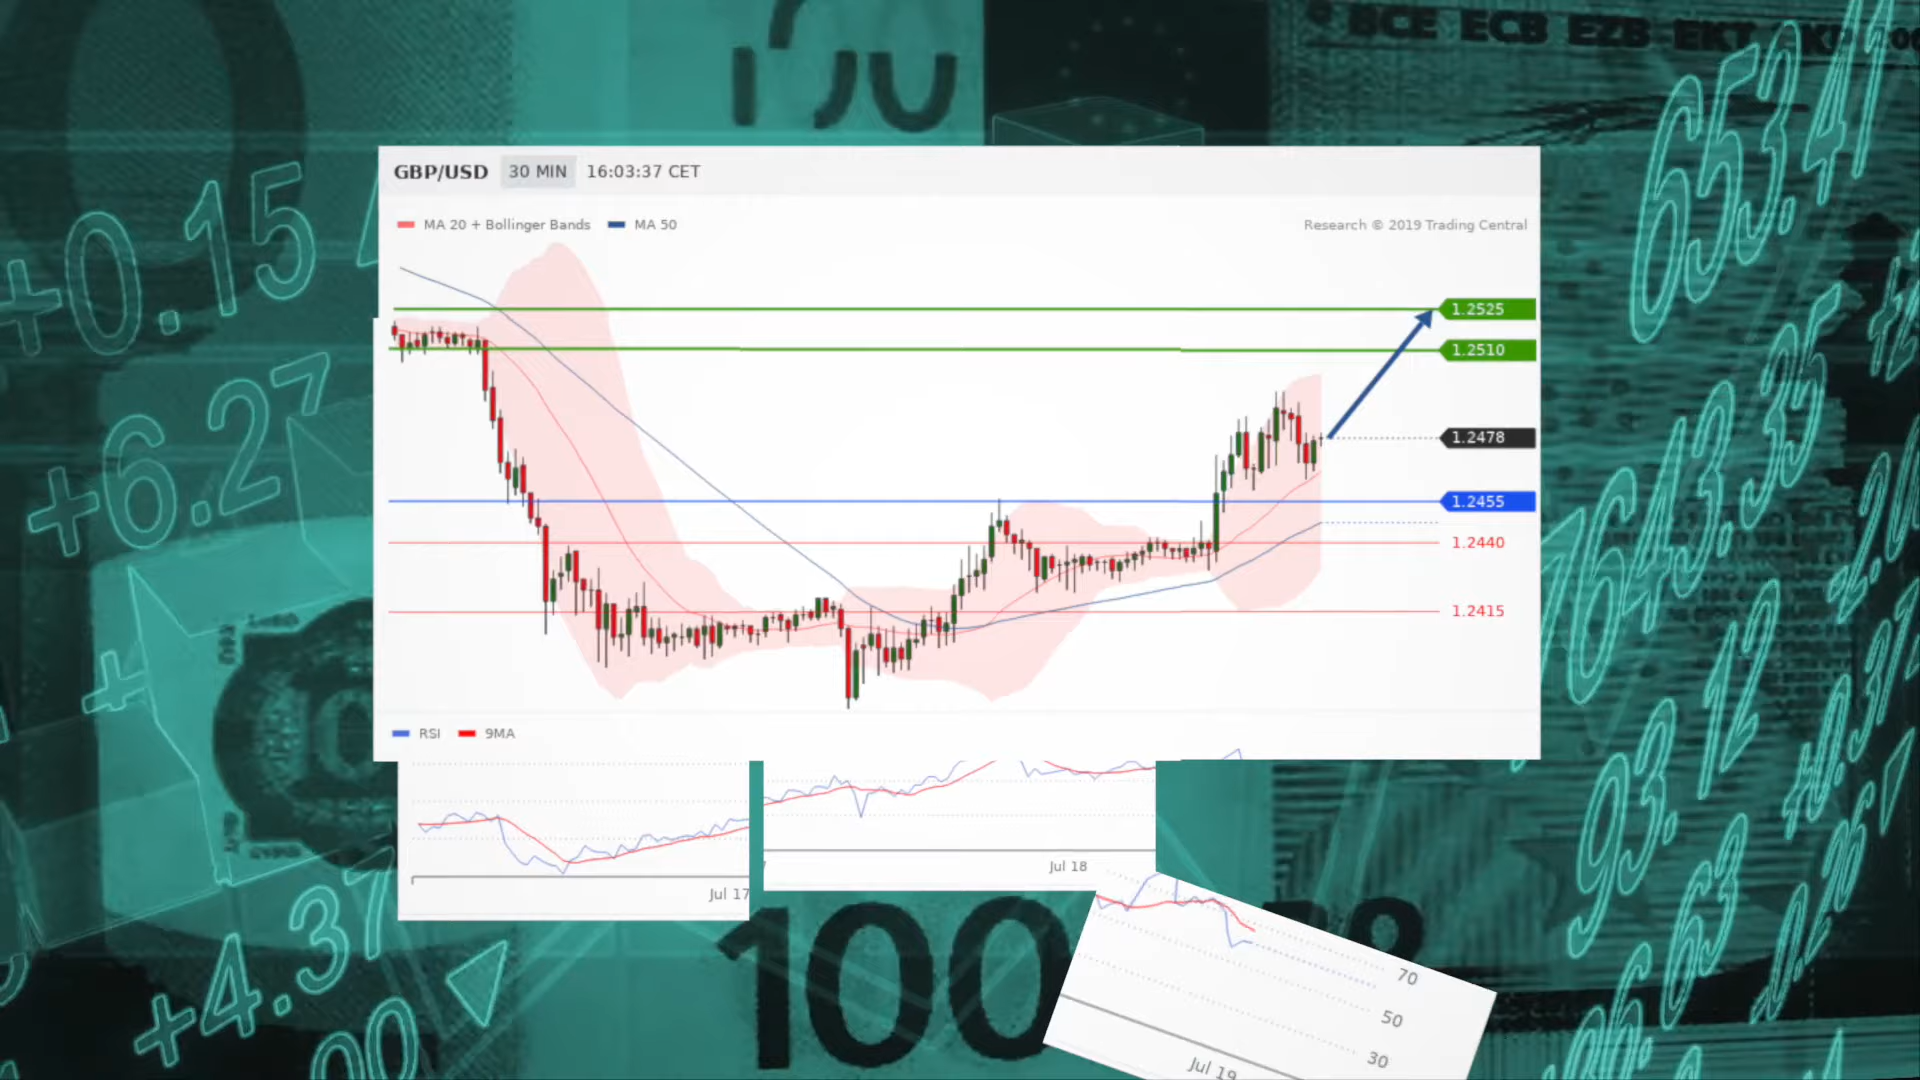 BCE ECB EZB EKT
653.41
+0.15
+6.27
GBP/USD 30 MIN 16:03:37 CET
MA 20 + Bollinger Bands MA 50 Research © 2019 Trading Central
1.2525
1.2510
1.2478
1.2455
1.2440
1.2415
RSI 9MA
7643.35
93.12
+4.37
Jul 17
Jul 18
100
70
50
30
Jul 19